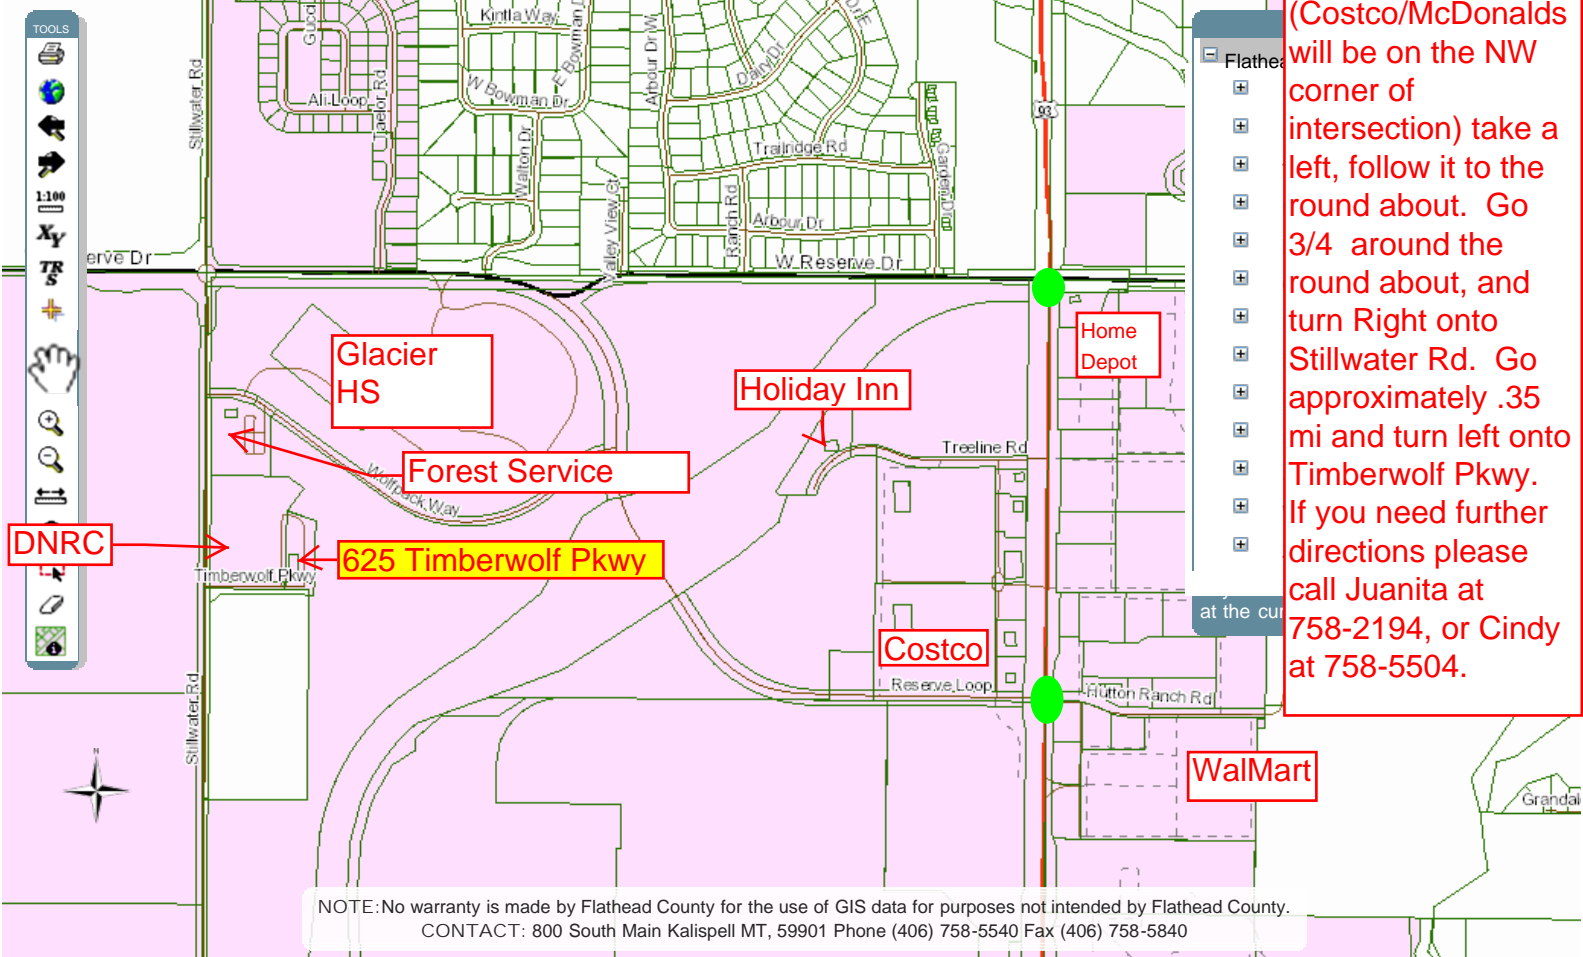 TOOLS
1:100
XY
TR
S
Stillwater Rd
Gucci
Ali Loop
Taelor Rd
Kintla Way
E Bowman D
W Bowman Dr
Walton Dr
Valley View Ct
Arbour Dr W
Dairy Dr
Dr E
93
Trailridge Rd
Garden Dr
Ranch Rd
Arbour Dr
W Reserve Dr
erve Dr
Glacier
HS
Home
Depot
Holiday Inn
Treeline Rd
Forest Service
Wolfpack Way
DNRC
625 Timberwolf Pkwy
Timberwolf Pkwy
Costco
Reserve Loop
Hutton Ranch Rd
Stillwater Rd
N
WalMart
Grandal
Flathea
at the cur
(Costco/McDonalds
will be on the NW
corner of
intersection) take a
left, follow it to the
round about. Go
3/4 around the
round about, and
turn Right onto
Stillwater Rd. Go
approximately .35
mi and turn left onto
Timberwolf Pkwy.
If you need further
directions please
call Juanita at
758-2194, or Cindy
at 758-5504.
NOTE:No warranty is made by Flathead County for the use of GIS data for purposes not intended by Flathead County.
CONTACT: 800 South Main Kalispell MT, 59901 Phone (406) 758-5540 Fax (406) 758-5840